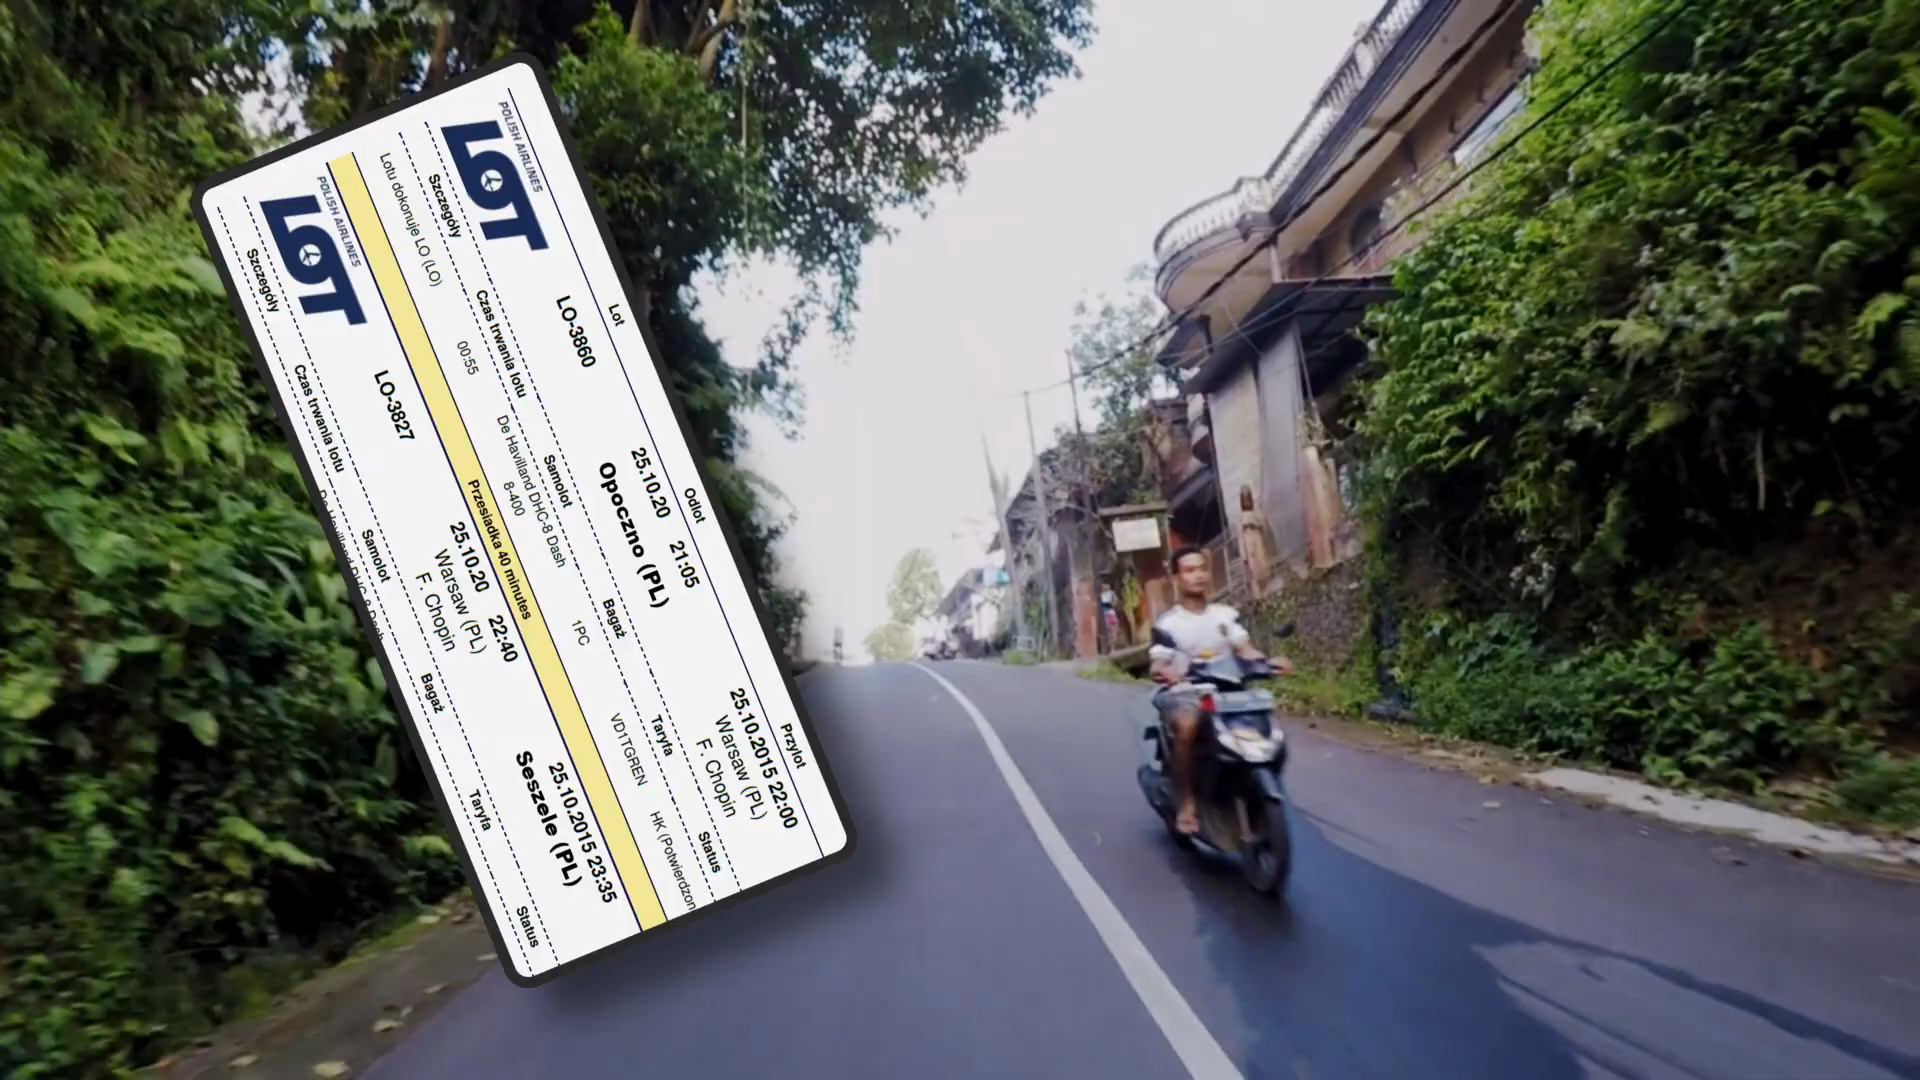 Lot Odlot Przylot
LOT
POLISH AIRLINES
LO-3860
25.10.20 21:05
Opoczno (PL)
25.10.2015 22:00
Warsaw (PL)
F. Chopin
Szczegóły Czas trwania lotu Samolot Bagaż Taryfa Status
Lotu dokonuje LO (LO) 00:55 De Havilland DHC-8 Dash 1PC VD1TGREN HK (Potwierdzon
8-400
Przesiadka 40 minutes
LOT
POLISH AIRLINES
LO-3827
25.10.20 22:40
Warsaw (PL)
F. Chopin
25.10.2015 23:35
Seszele (PL)
Szczegóły Czas trwania lotu Samolot Bagaż Taryfa Status